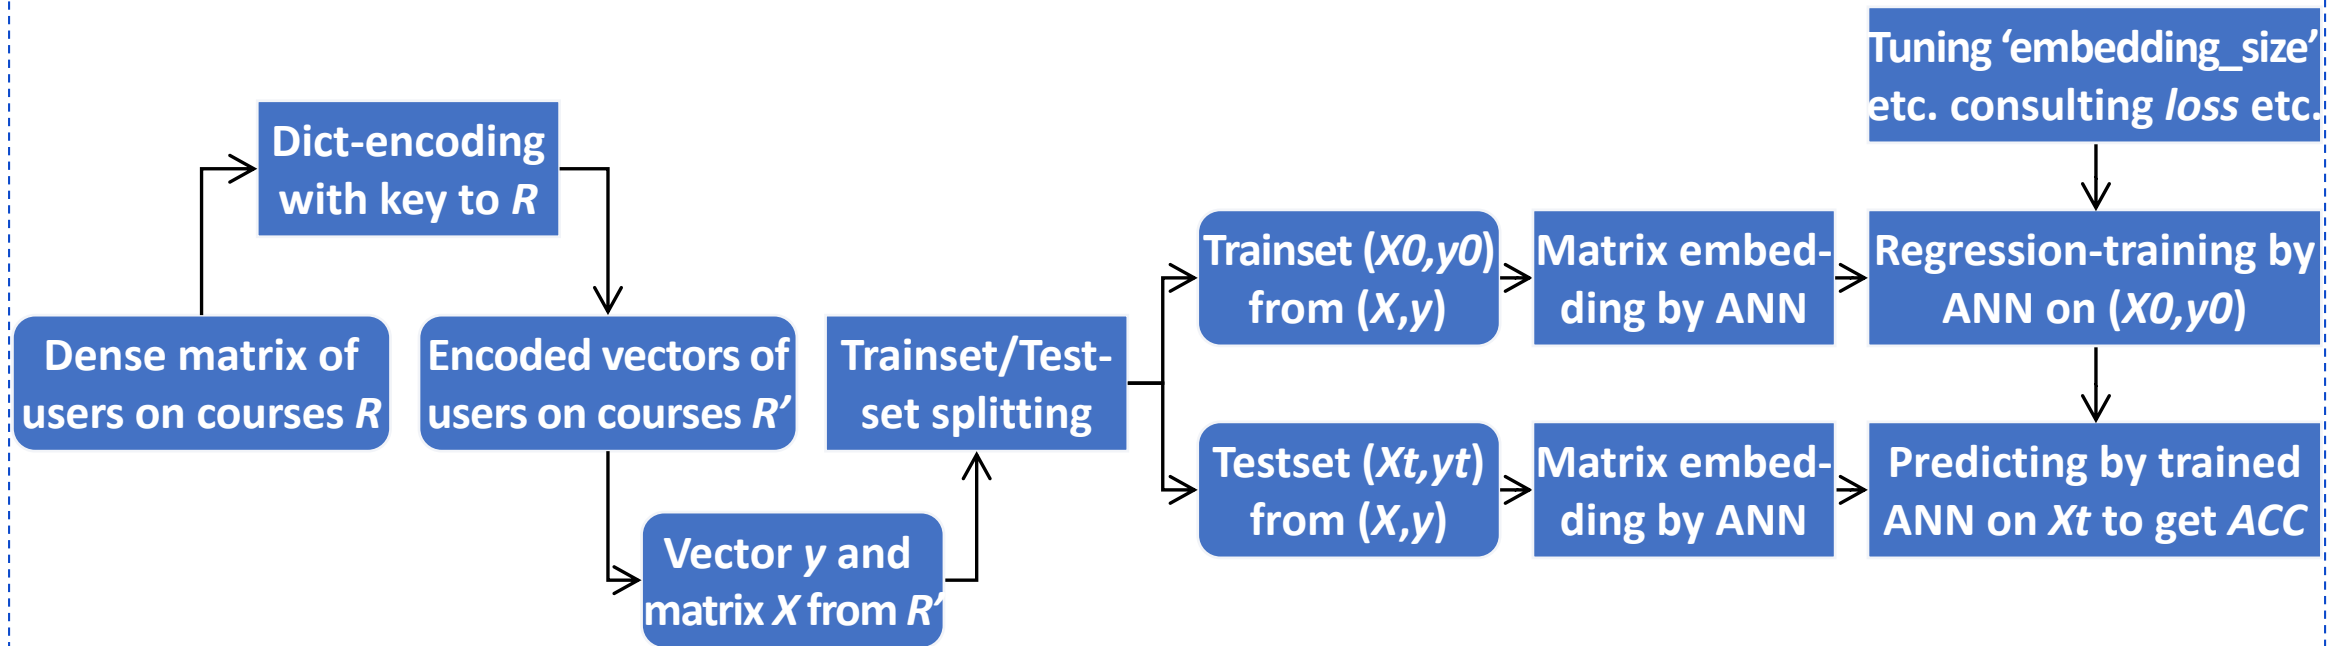 Tuning ‘embedding_size’
etc. consulting loss etc.
Dict-encoding
with key to R
Dense matrix of
users on courses R
Encoded vectors of
users on courses R’
Vector y and
matrix X from R’
Trainset/Test-
set splitting
Trainset (X0,y0)
from (X,y)
Matrix embed-
ding by ANN
Regression-training by
ANN on (X0,y0)
Testset (Xt,yt)
from (X,y)
Matrix embed-
ding by ANN
Predicting by trained
ANN on Xt to get ACC